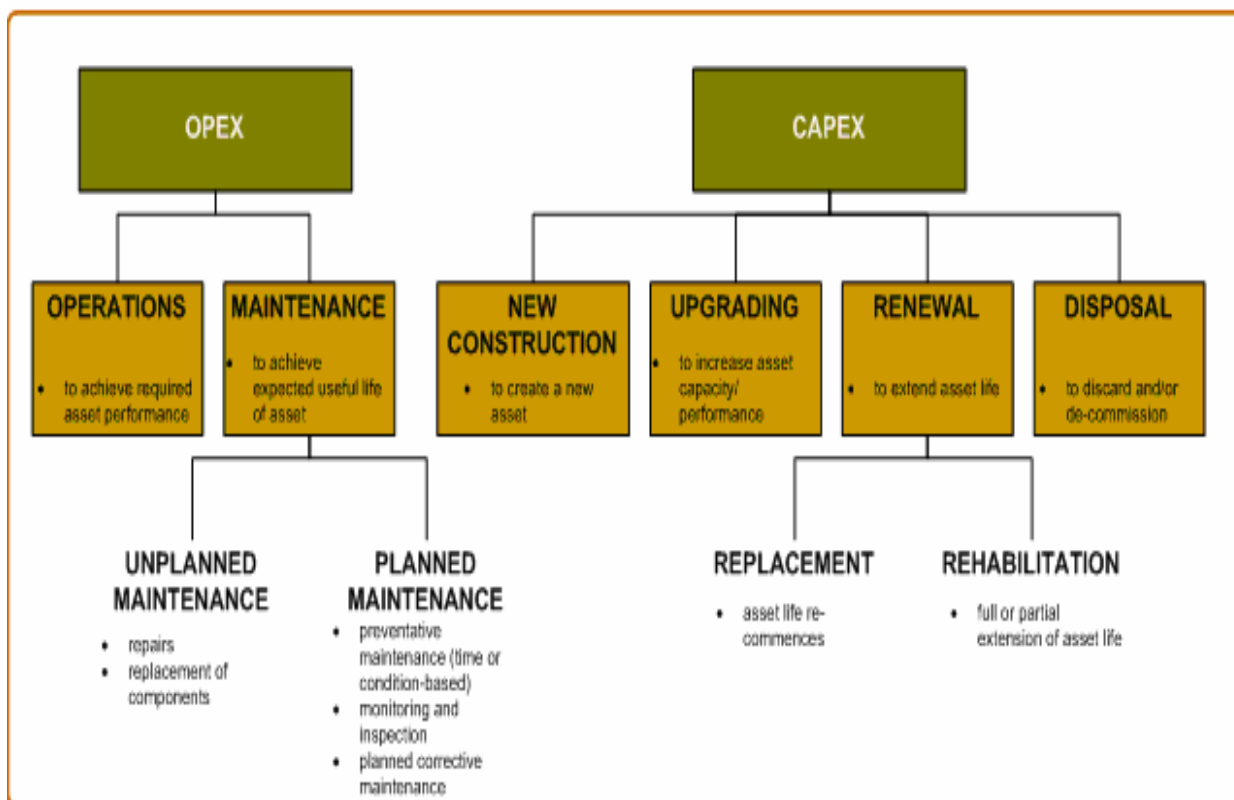 OPEX
CAPEX
OPERATIONS
• to achieve required
asset performance
MAINTENANCE
• to achieve
expected useful life
of asset
NEW
CONSTRUCTION
• to create a new
asset
UPGRADING
• to increase asset
capacity/
performance
RENEWAL
• to extend asset life
DISPOSAL
• to discard and/or
de-commission
UNPLANNED
MAINTENANCE
• repairs
• replacement of
components
PLANNED
MAINTENANCE
• preventative
maintenance (time or
condition-based)
• monitoring and
inspection
• planned corrective
maintenance
REPLACEMENT
• asset life re-
commences
REHABILITATION
• full or partial
extension of asset life